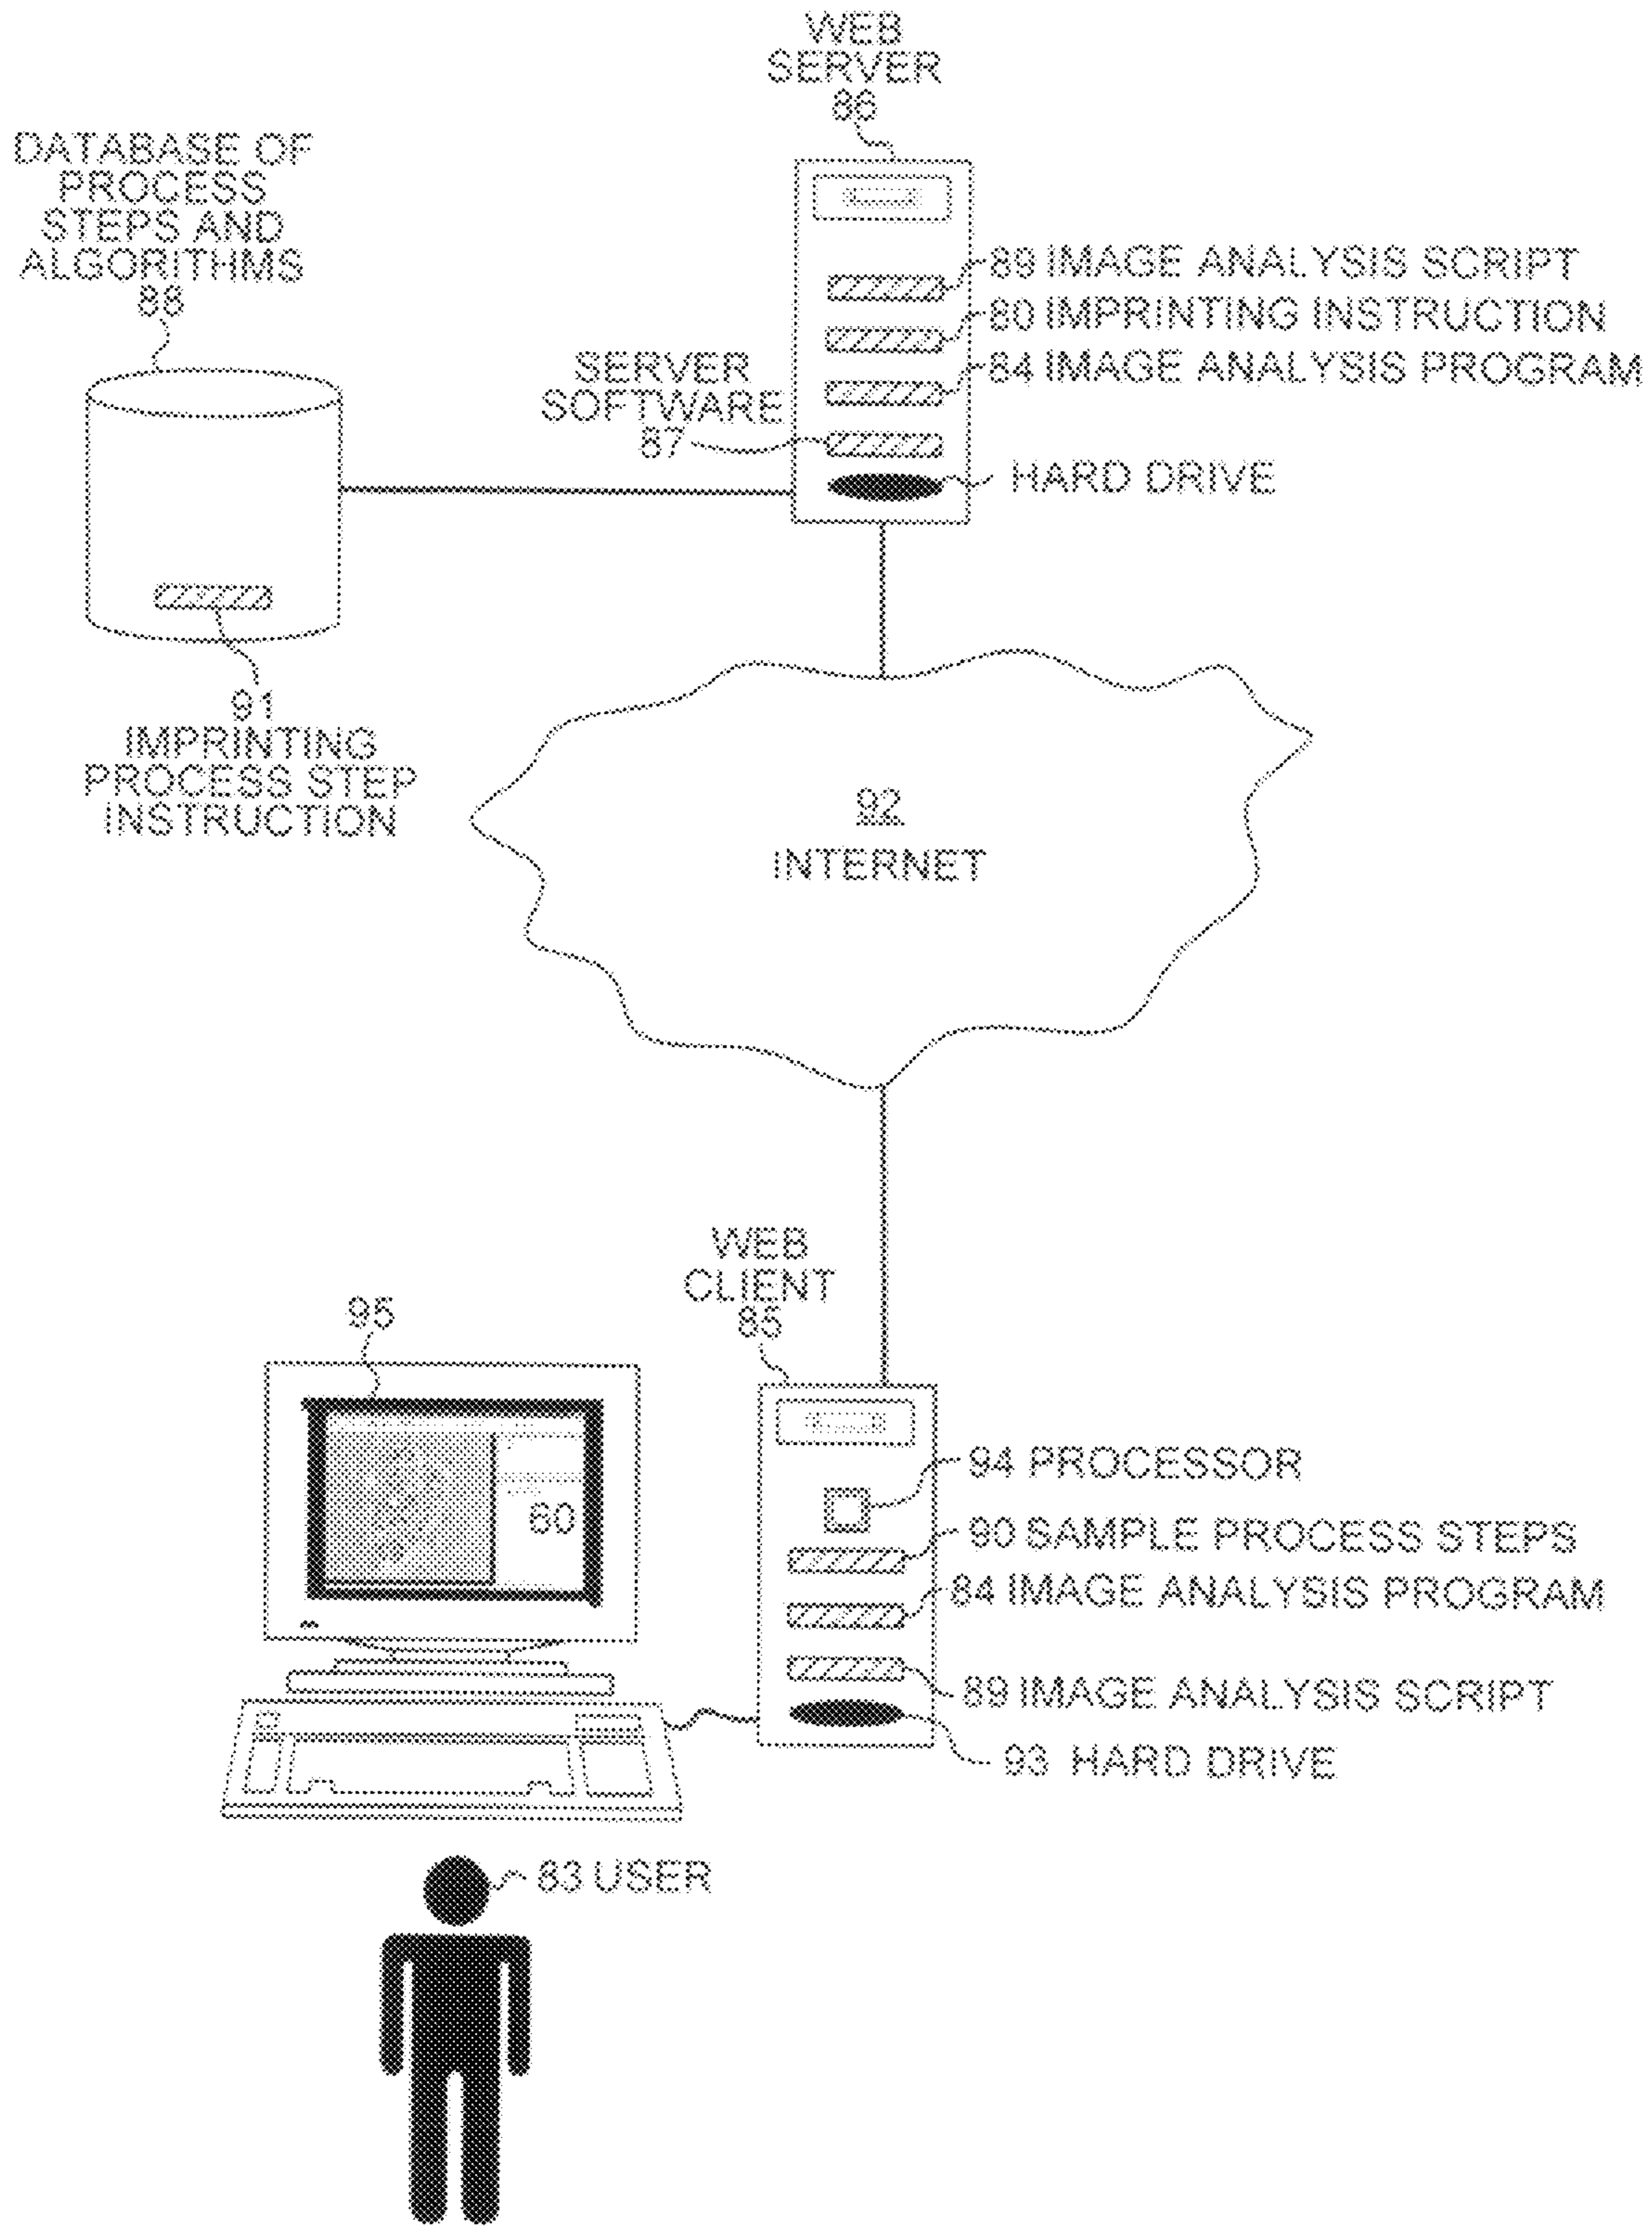 WEB
SERVER
86
DATABASE OF
PROCESS
STEPS AND
ALGORITHMS
88
89 IMAGE ANALYSIS SCRIPT
80 IMPRINTING INSTRUCTION
84 IMAGE ANALYSIS PROGRAM
SERVER
SOFTWARE
87
HARD DRIVE
91
IMPRINTING
PROCESS STEP
INSTRUCTION
92
INTERNET
WEB
CLIENT
85
95
60
94 PROCESSOR
90 SAMPLE PROCESS STEPS
84 IMAGE ANALYSIS PROGRAM
89 IMAGE ANALYSIS SCRIPT
93 HARD DRIVE
83 USER